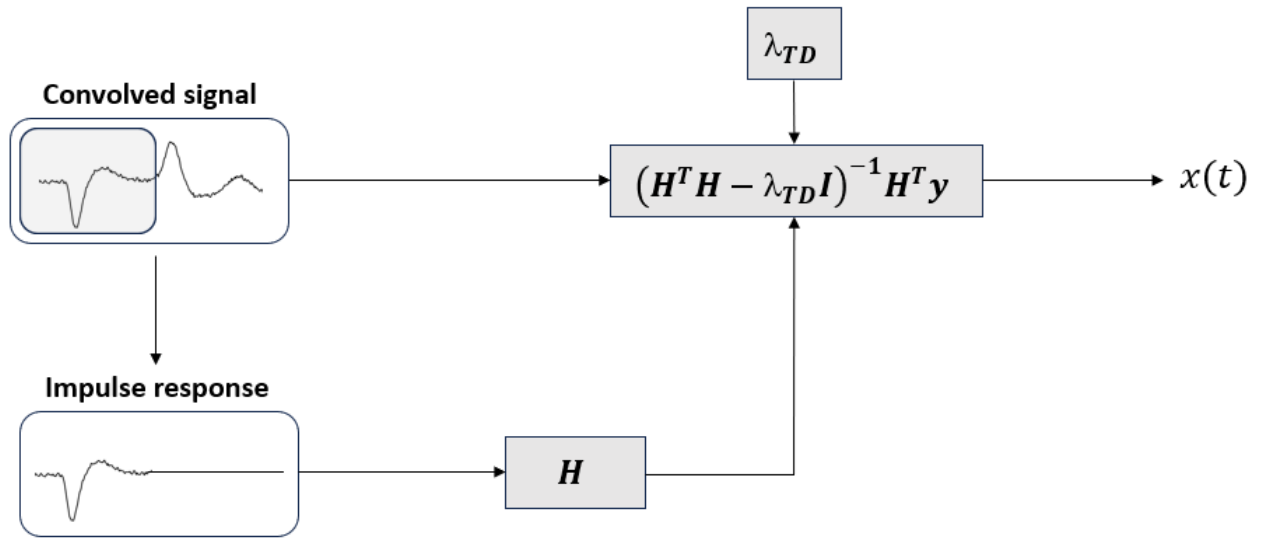 λ_TD
Convolved signal
(H^T H − λ_TD I)^−1 H^T y
x(t)
Impulse response
H